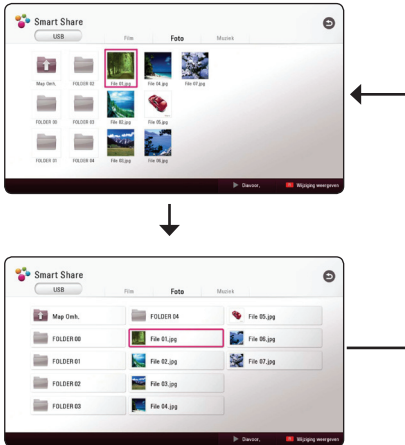 Smart Share
USB
Film Foto Muziek
Map Omh. FOLDER 02 File 01.jpg File 04.jpg File 07.jpg
FOLDER 00 FOLDER 03 File 02.jpg File 05.jpg
FOLDER 01 FOLDER 04 File 03.jpg File 06.jpg
Diavoor. Wijziging weergeven
Smart Share
USB
Film Foto Muziek
Map Omh. FOLDER 04 File 05.jpg
FOLDER 00 File 01.jpg File 06.jpg
FOLDER 01 File 02.jpg File 07.jpg
FOLDER 02 File 03.jpg
FOLDER 03 File 04.jpg
Diavoor. Wijziging weergeven